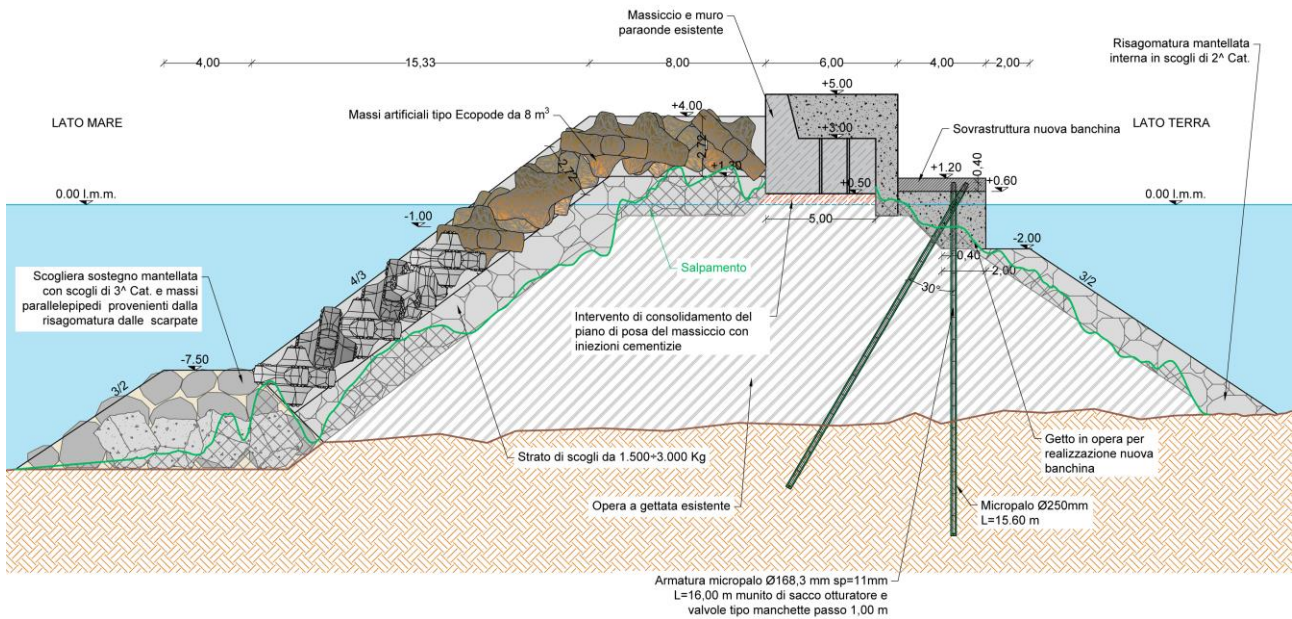 Massiccio e muro
paraonde esistente
Risagomatura mantellata
interna in scogli di 2^ Cat.
4,00
15,33
8,00
6,00
4,00
2,00
+5.00
Massi artificiali tipo Ecopode da 8 m³
+4.00
LATO MARE
LATO TERRA
Sovrastruttura nuova banchina
+3.00
2,72
2,72
+1.30
+1.20
0,40
+0.60
+0.50
0.00 l.m.m.
0.00 l.m.m.
5,00
-1.00
-2.00
Scogliera sostegno mantellata
con scogli di 3^ Cat. e massi
parallelepipedi provenienti dalla
risagomatura dalle scarpate
4/3
Salpamento
0,40
2,00
3/2
30°
Intervento di consolidamento del
piano di posa del massiccio con
iniezioni cementizie
-7.50
3/2
Strato di scogli da 1.500÷3.000 Kg
Getto in opera per
realizzazione nuova
banchina
Opera a gettata esistente
Micropalo Ø250mm
L=15.60 m
Armatura micropalo Ø168,3 mm sp=11mm
L=16,00 m munito di sacco otturatore e
valvole tipo manchette passo 1,00 m